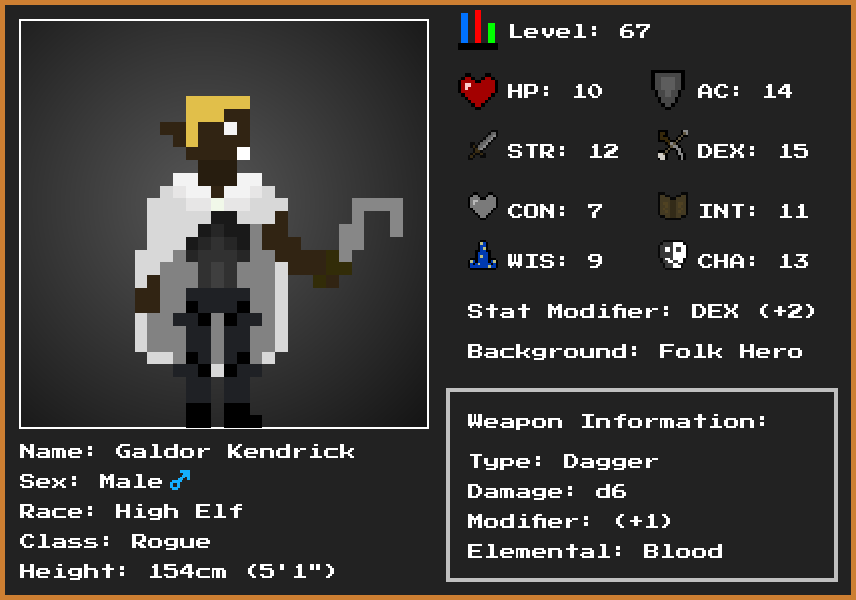 Level: 67
HP: 10 AC: 14
STR: 12 DEX: 15
CON: 7 INT: 11
WIS: 9 CHA: 13
Stat Modifier: DEX (+2)
Background: Folk Hero
Weapon Information:
Type: Dagger
Damage: d6
Modifier: (+1)
Elemental: Blood
Name: Galdor Kendrick
Sex: Male♂
Race: High Elf
Class: Rogue
Height: 154cm (5'1")